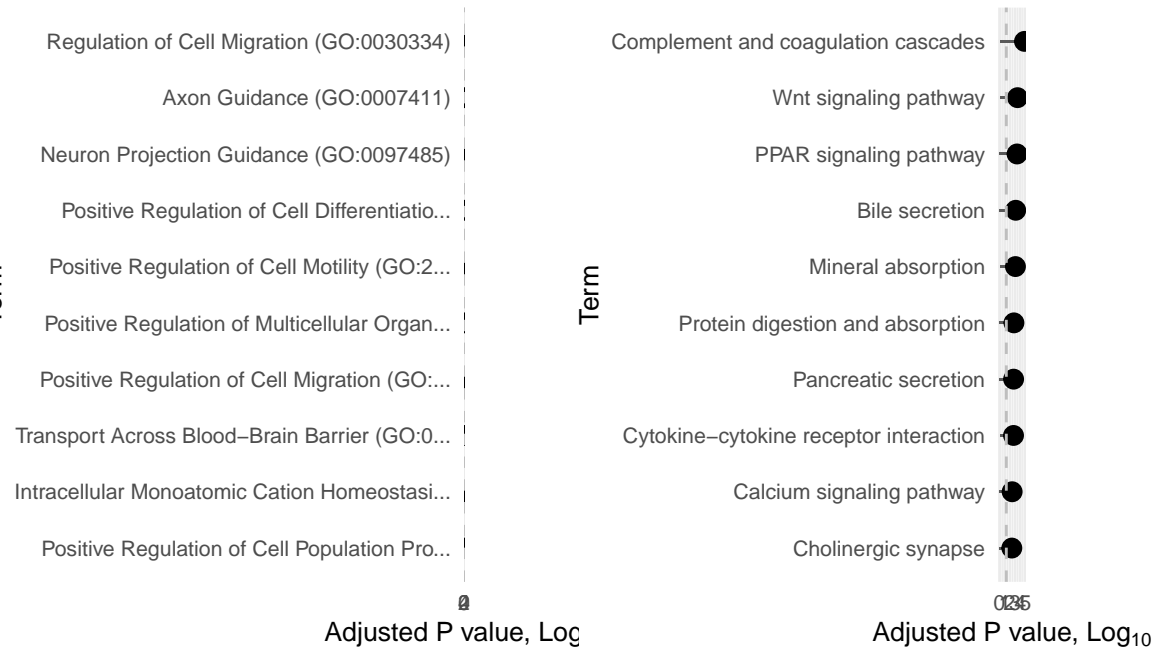 Regulation of Cell Migration (GO:0030334)
Axon Guidance (GO:0007411)
Neuron Projection Guidance (GO:0097485)
Positive Regulation of Cell Differentiatio...
Positive Regulation of Cell Motility (GO:2...
Positive Regulation of Multicellular Organ...
Positive Regulation of Cell Migration (GO:...
Transport Across Blood−Brain Barrier (GO:0...
Intracellular Monoatomic Cation Homeostasi...
Positive Regulation of Cell Population Pro...
Adjusted P value, Log
Term
Complement and coagulation cascades
Wnt signaling pathway
PPAR signaling pathway
Bile secretion
Mineral absorption
Protein digestion and absorption
Pancreatic secretion
Cytokine−cytokine receptor interaction
Calcium signaling pathway
Cholinergic synapse
Adjusted P value, Log₁₀